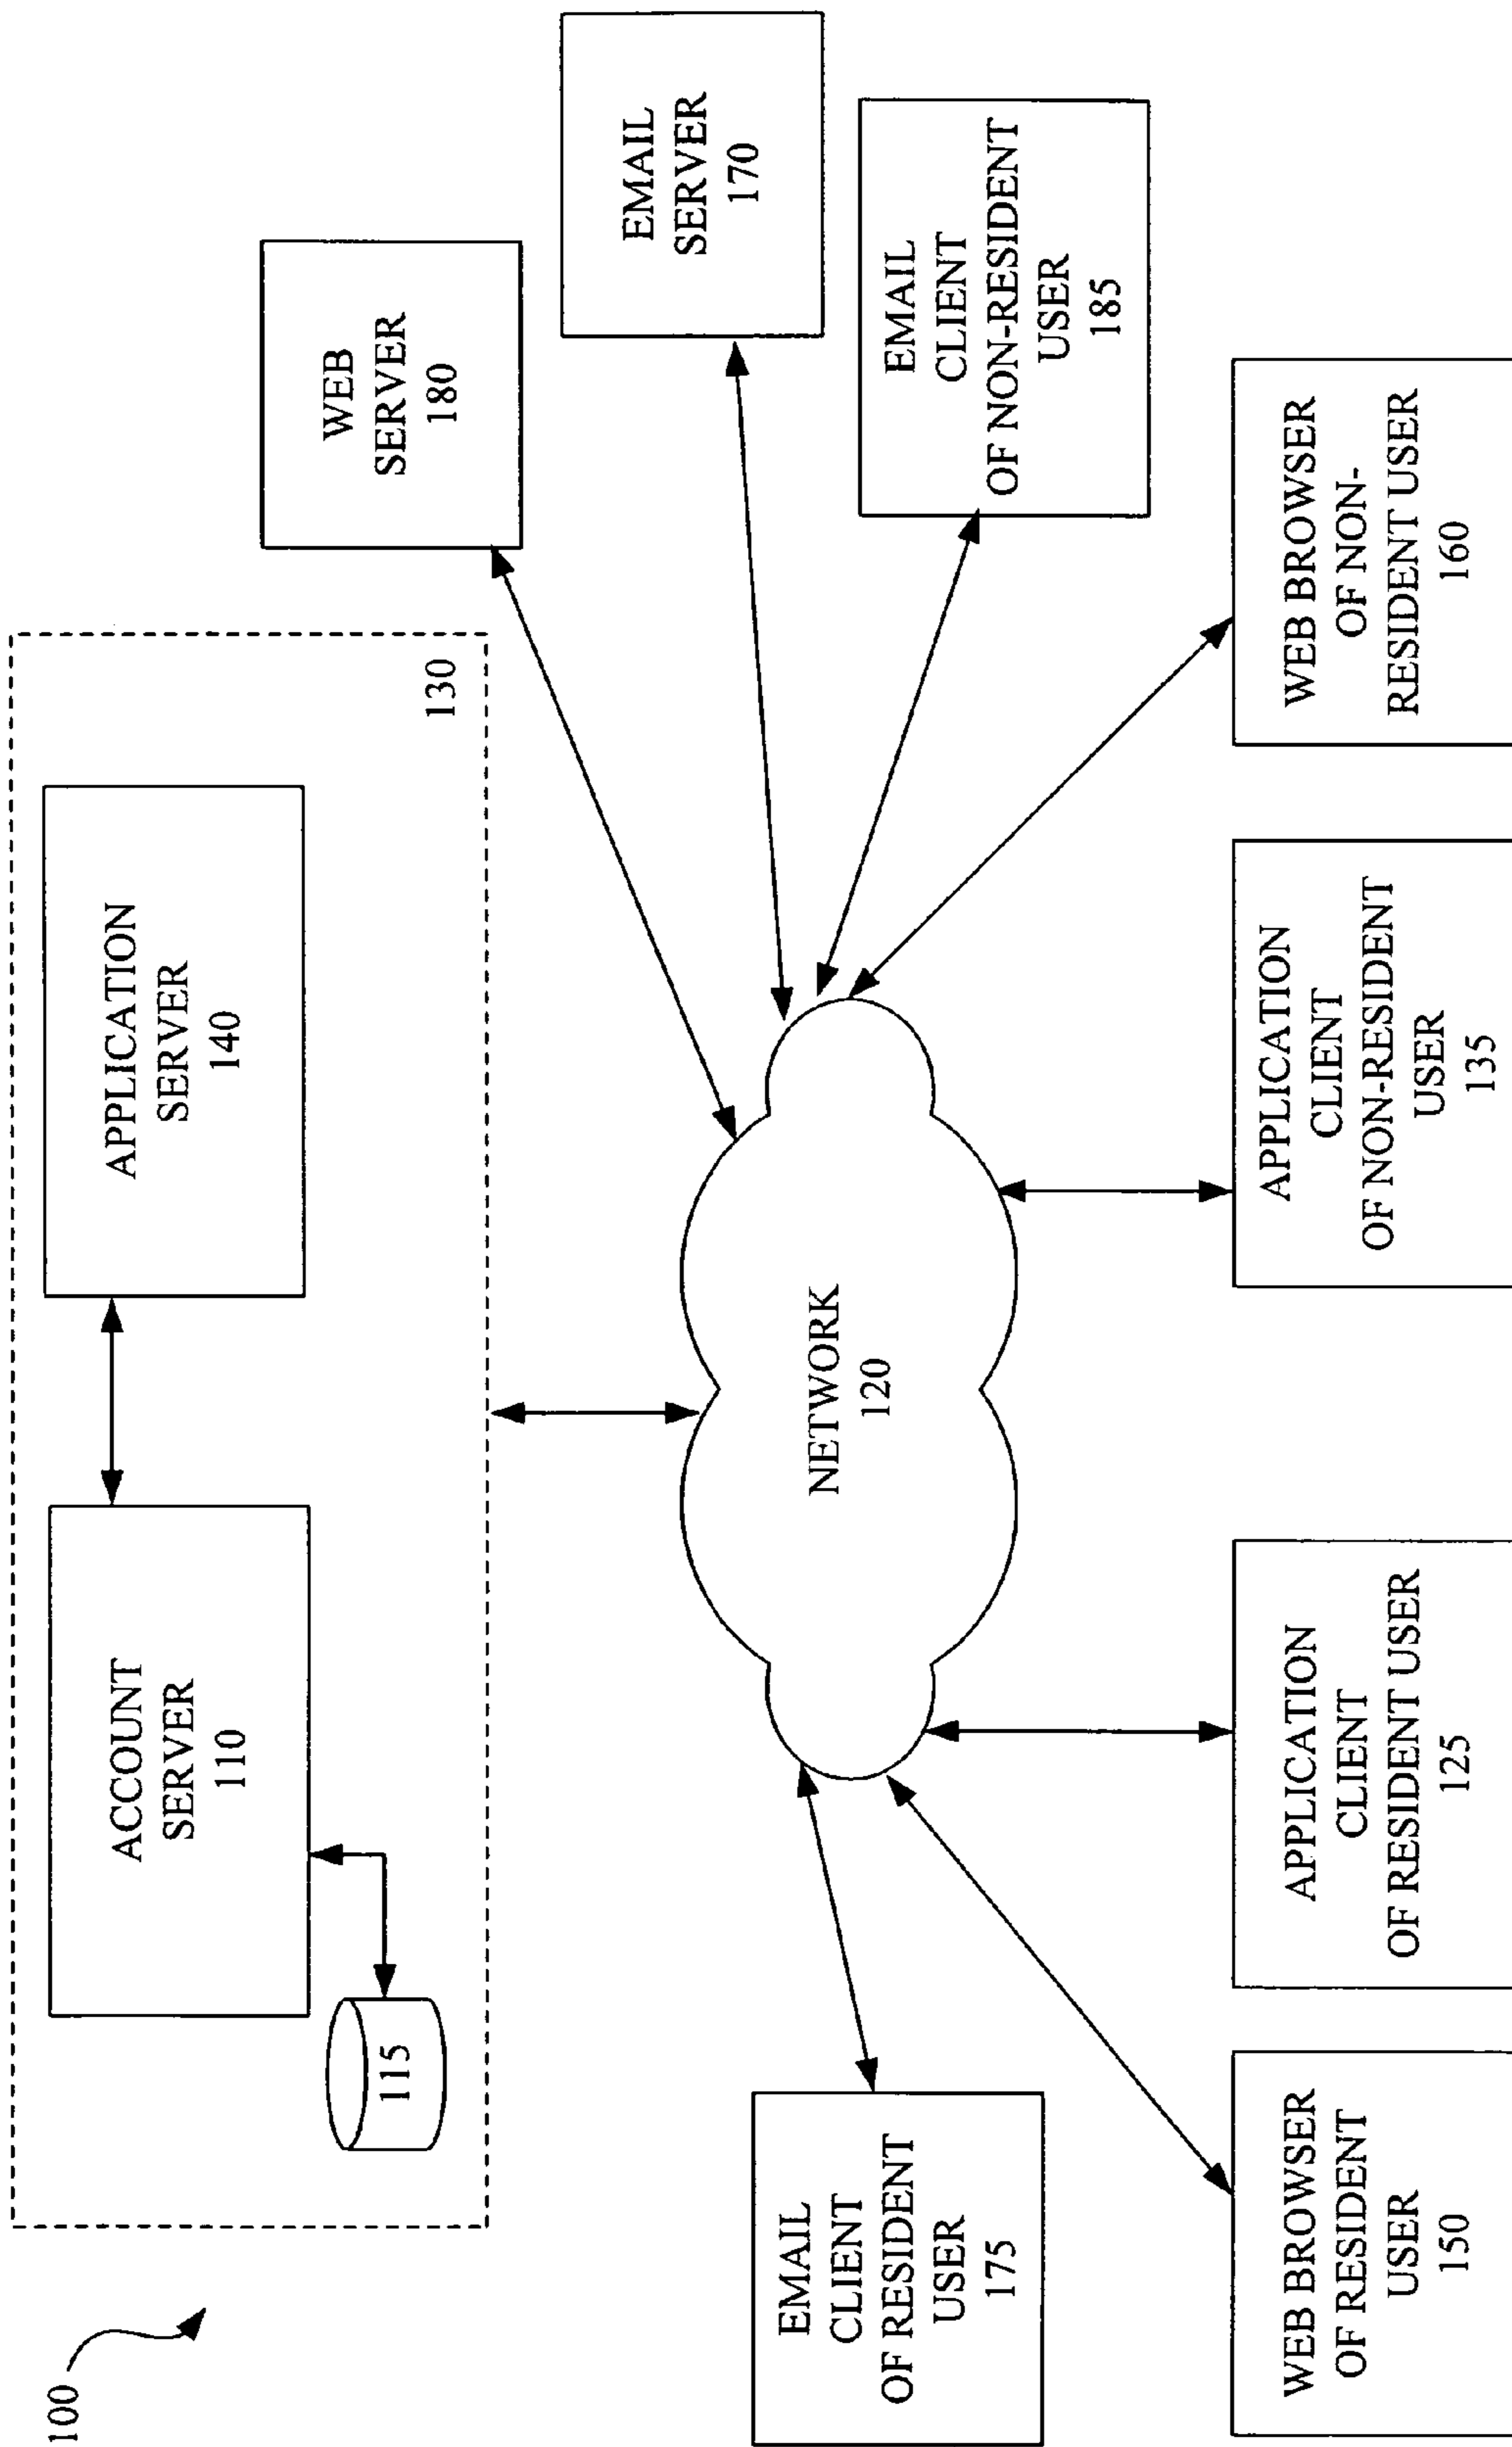 100
ACCOUNT
SERVER
110
115
APPLICATION
SERVER
140
130
WEB
SERVER
180
EMAIL
SERVER
170
EMAIL
CLIENT
OF NON-RESIDENT
USER
185
NETWORK
120
EMAIL
CLIENT
OF RESIDENT
USER
175
WEB BROWSER
OF RESIDENT
USER
150
APPLICATION
CLIENT
OF RESIDENT USER
125
APPLICATION
CLIENT
OF NON-RESIDENT
USER
135
WEB BROWSER
OF NON-
RESIDENT USER
160